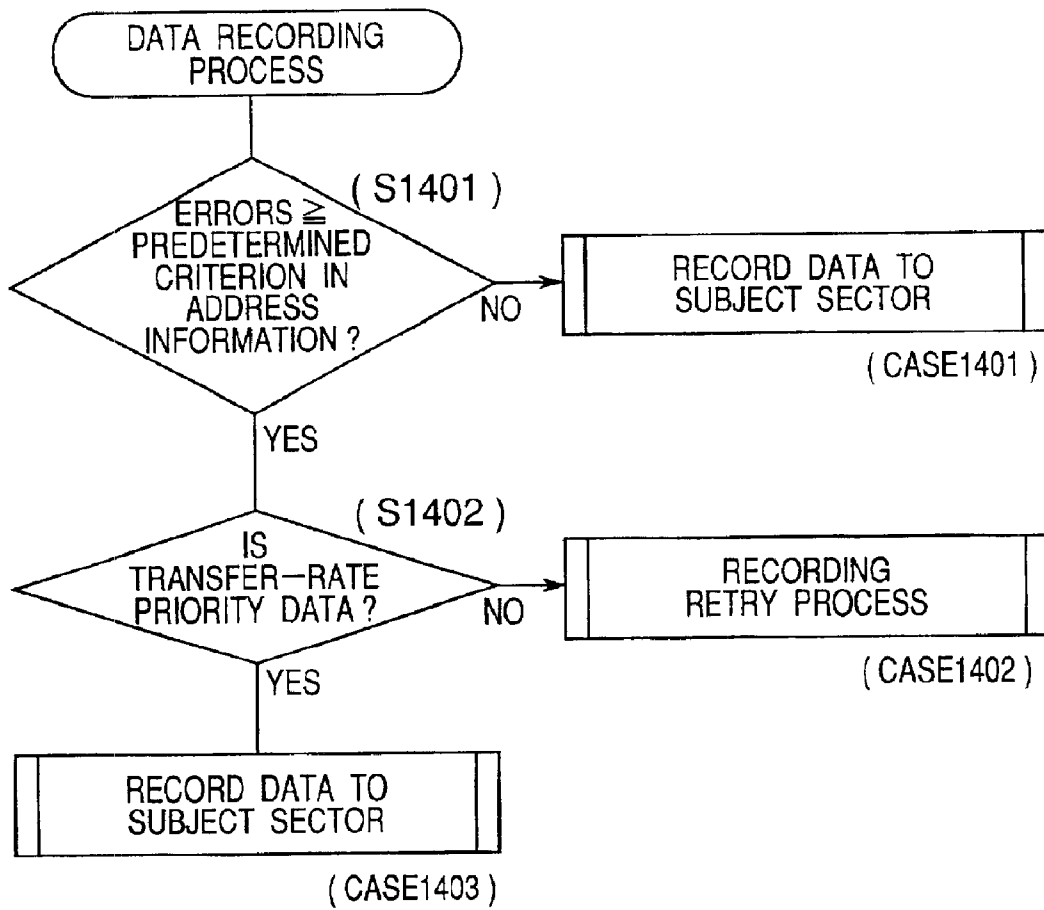 DATA RECORDING
PROCESS
(S1401)
ERRORS ≧
PREDETERMINED
CRITERION IN
ADDRESS
INFORMATION?
NO
RECORD DATA TO
SUBJECT SECTOR
(CASE1401)
YES
(S1402)
IS
TRANSFER-RATE
PRIORITY DATA?
NO
RECORDING
RETRY PROCESS
(CASE1402)
YES
RECORD DATA TO
SUBJECT SECTOR
(CASE1403)